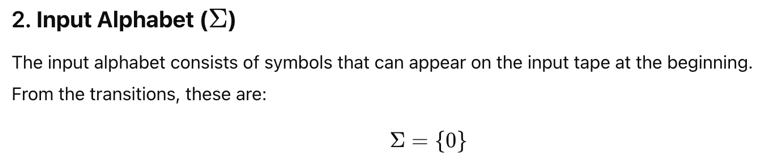 2. Input Alphabet (Σ)
The input alphabet consists of symbols that can appear on the input tape at the beginning.
From the transitions, these are:
Σ = {0}